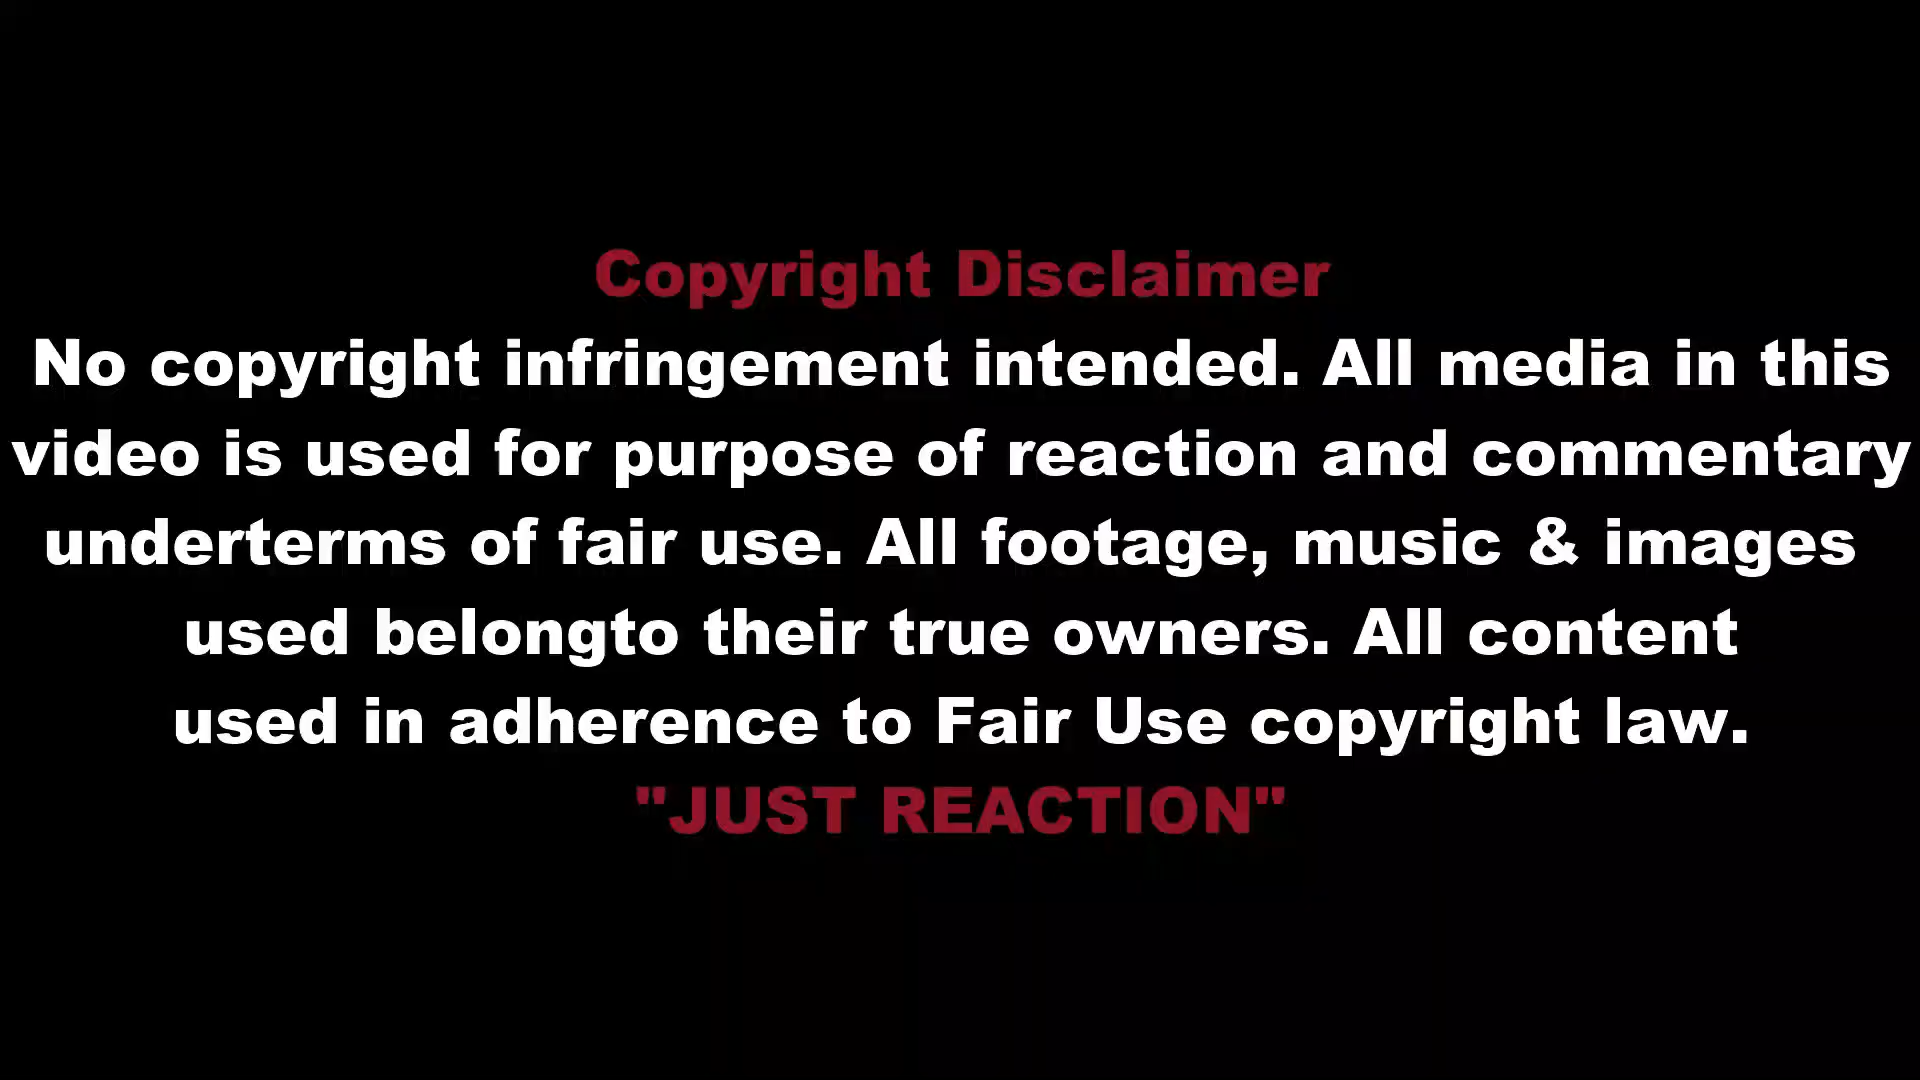 Copyright Disclaimer
No copyright infringement intended. All media in this
video is used for purpose of reaction and commentary
underterms of fair use. All footage, music & images
used belongto their true owners. All content
used in adherence to Fair Use copyright law.
"JUST REACTION"